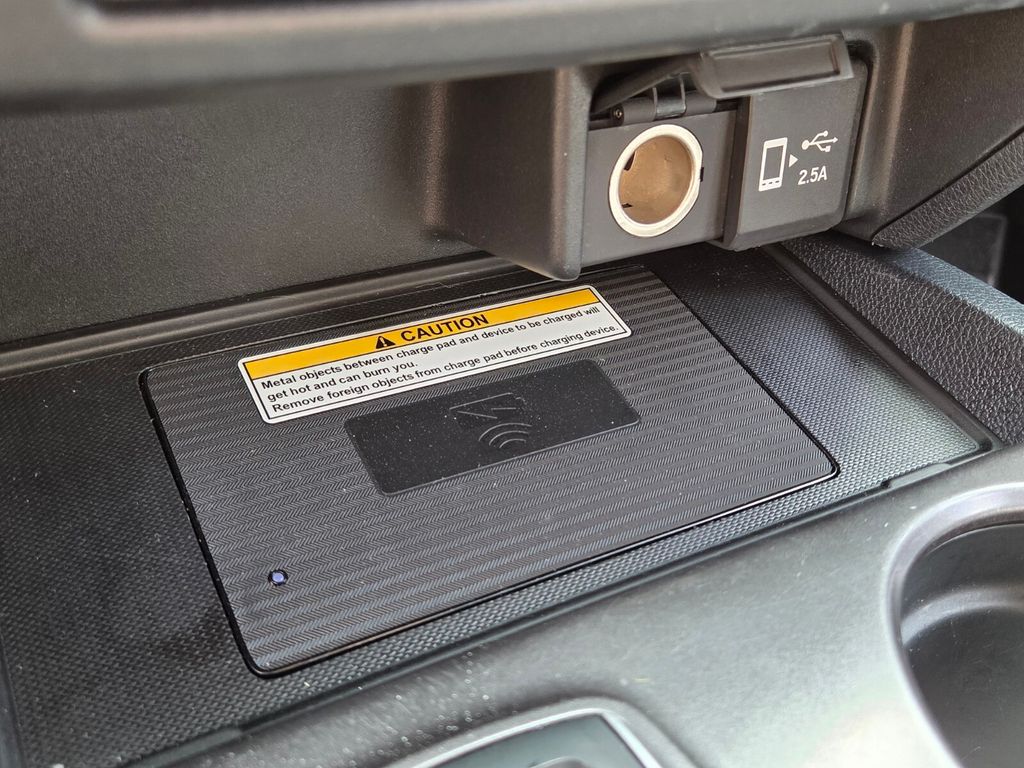 2.5A
CAUTION
Metal objects between charge pad and device to be charged will
get hot and can burn you.
Remove foreign objects from charge pad before charging device.